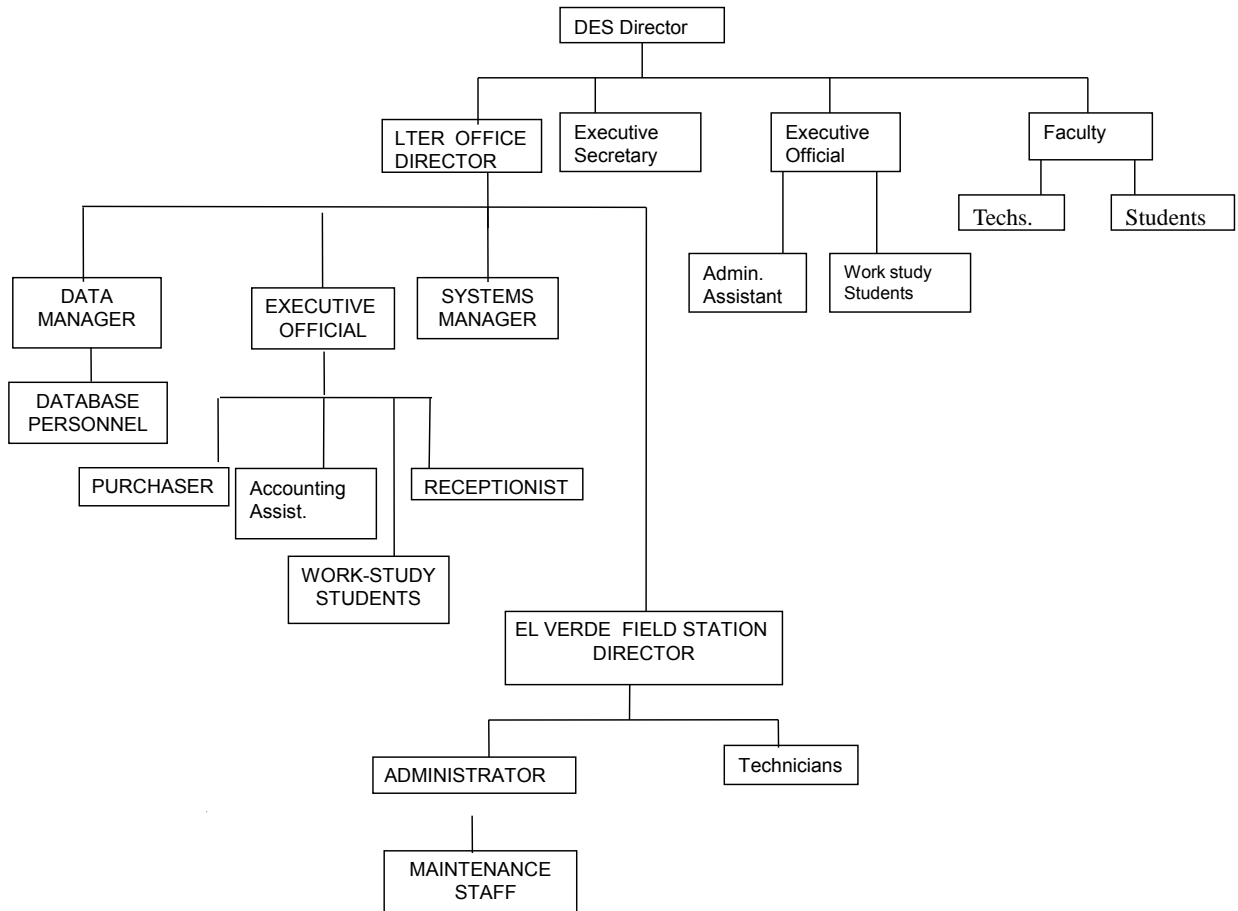 DES Director
LTER OFFICE
DIRECTOR
Executive
Secretary
Executive
Official
Faculty
Techs.
Students
Admin.
Assistant
Work study
Students
DATA
MANAGER
EXECUTIVE
OFFICIAL
SYSTEMS
MANAGER
DATABASE
PERSONNEL
PURCHASER
Accounting
Assist.
RECEPTIONIST
WORK-STUDY
STUDENTS
EL VERDE FIELD STATION
DIRECTOR
ADMINISTRATOR
Technicians
MAINTENANCE
STAFF